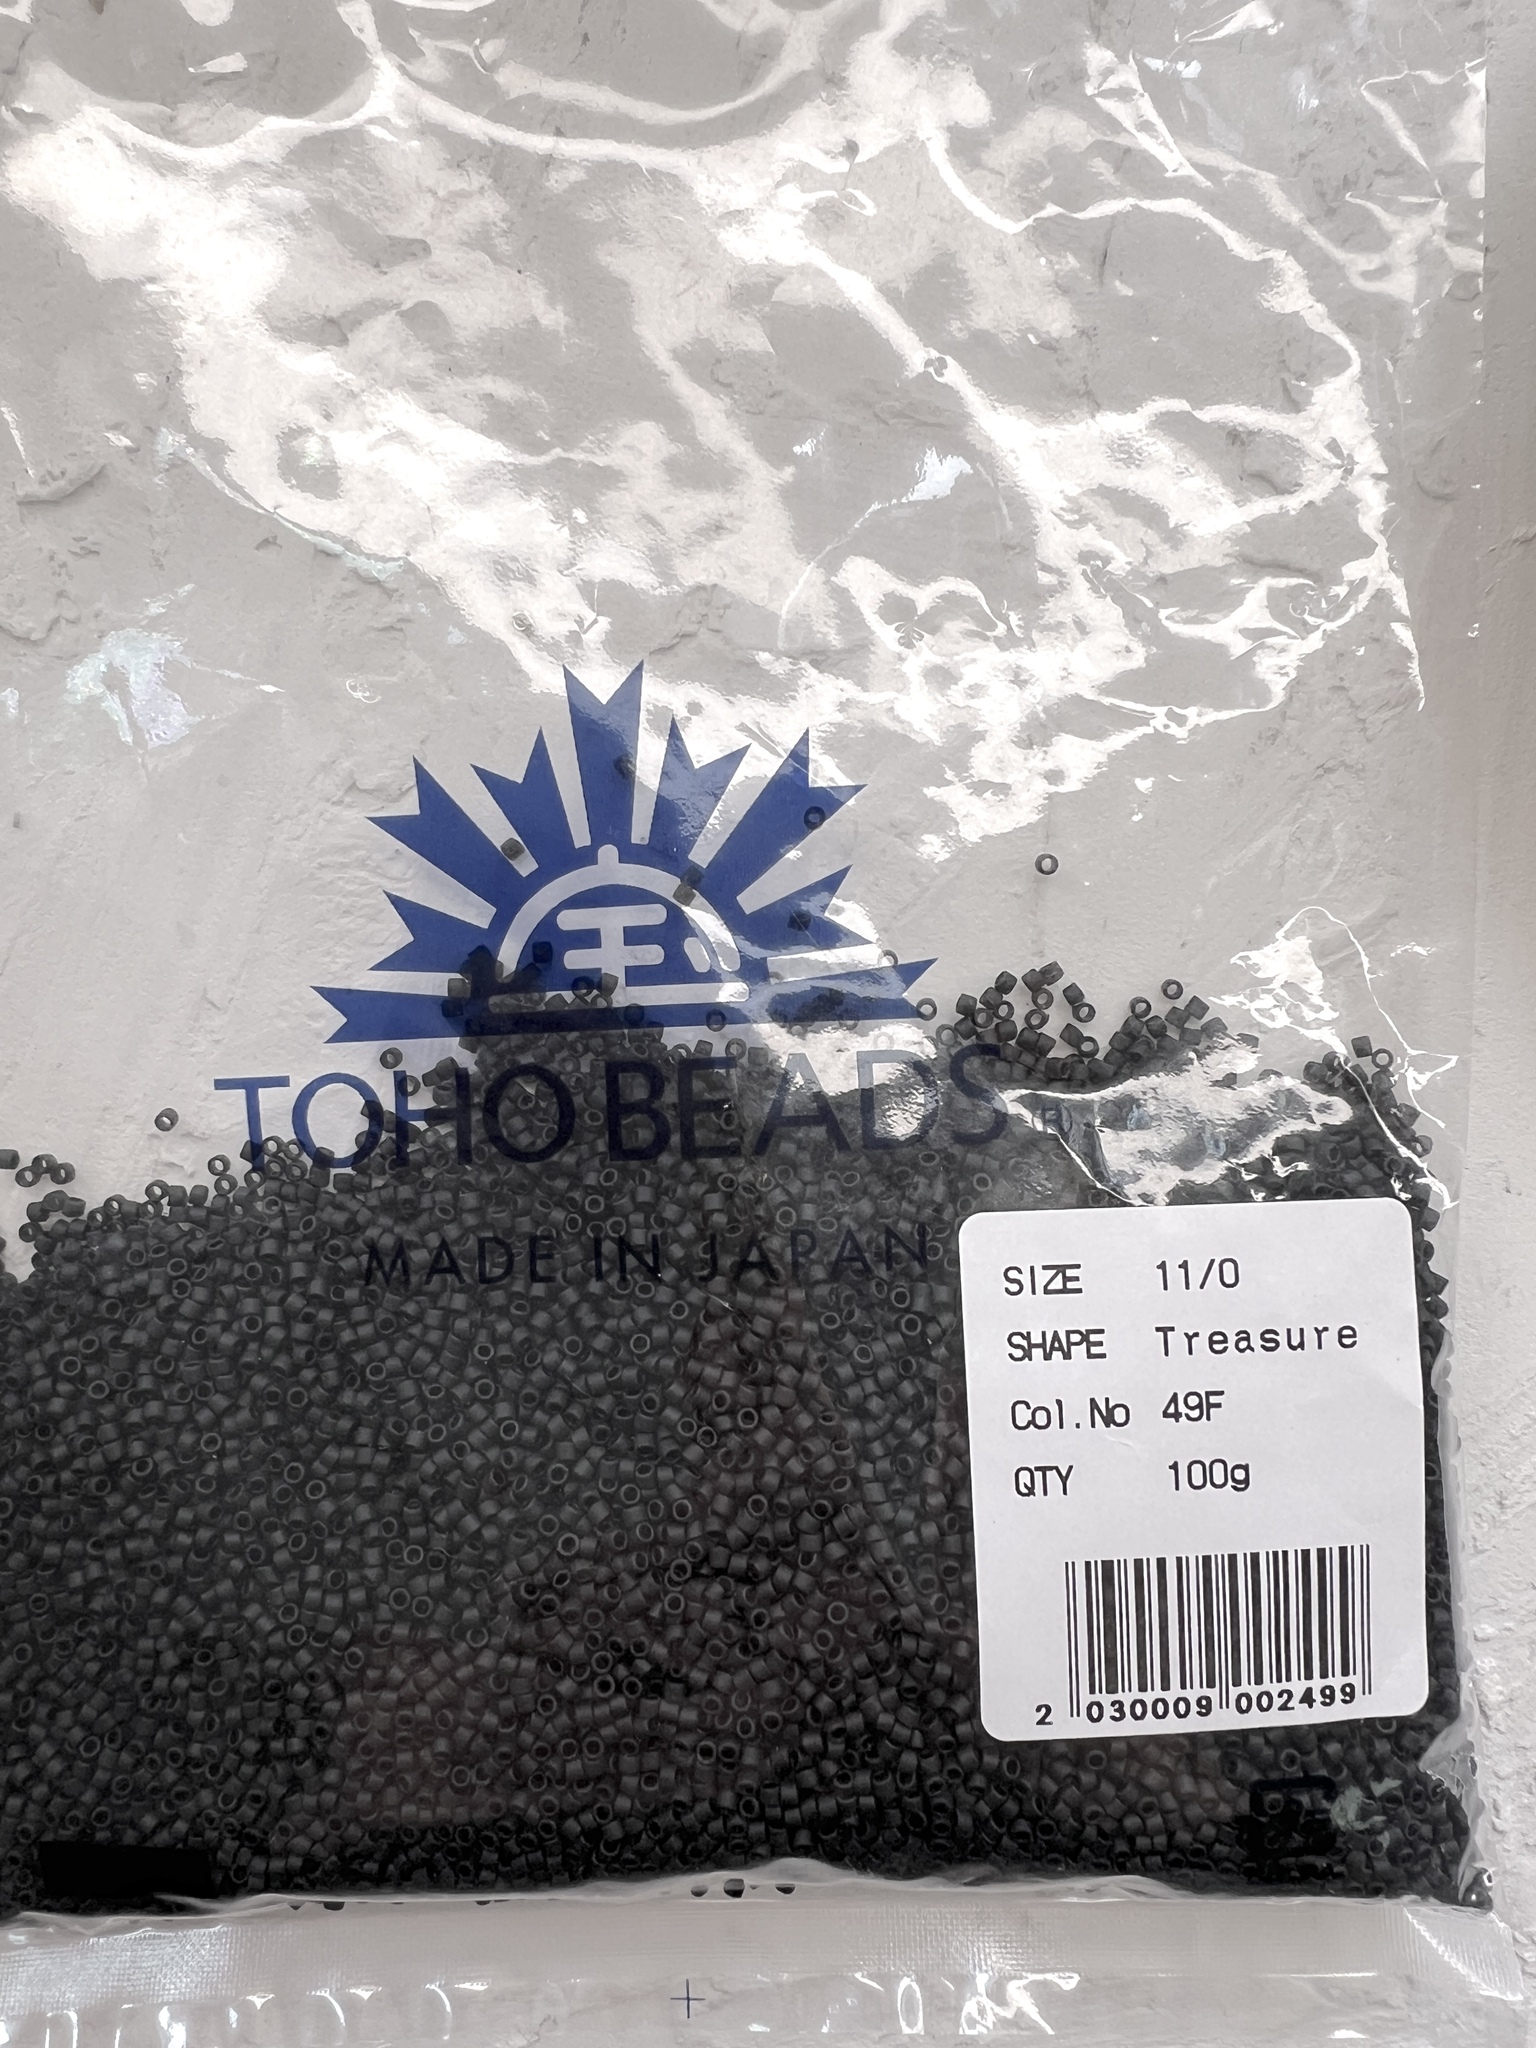 TOHO BEADS
MADE IN JAPAN
SIZE 11/0
SHAPE Treasure
Col.No 49F
QTY 100g
2 030009 002499